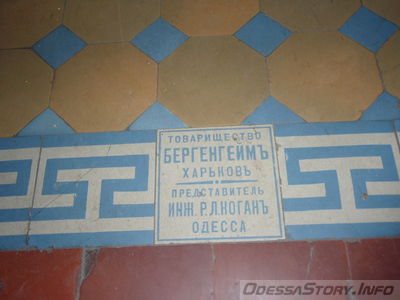 ТОВАРИЩЕСТВО
БЕРГЕНГЕЙМЪ
ХАРЬКОВЪ
ПРЕДСТАВИТЕЛЬ
ИНЖ. Р.Л.КОГАНЪ
ОДЕССА
OdessaStory.Info